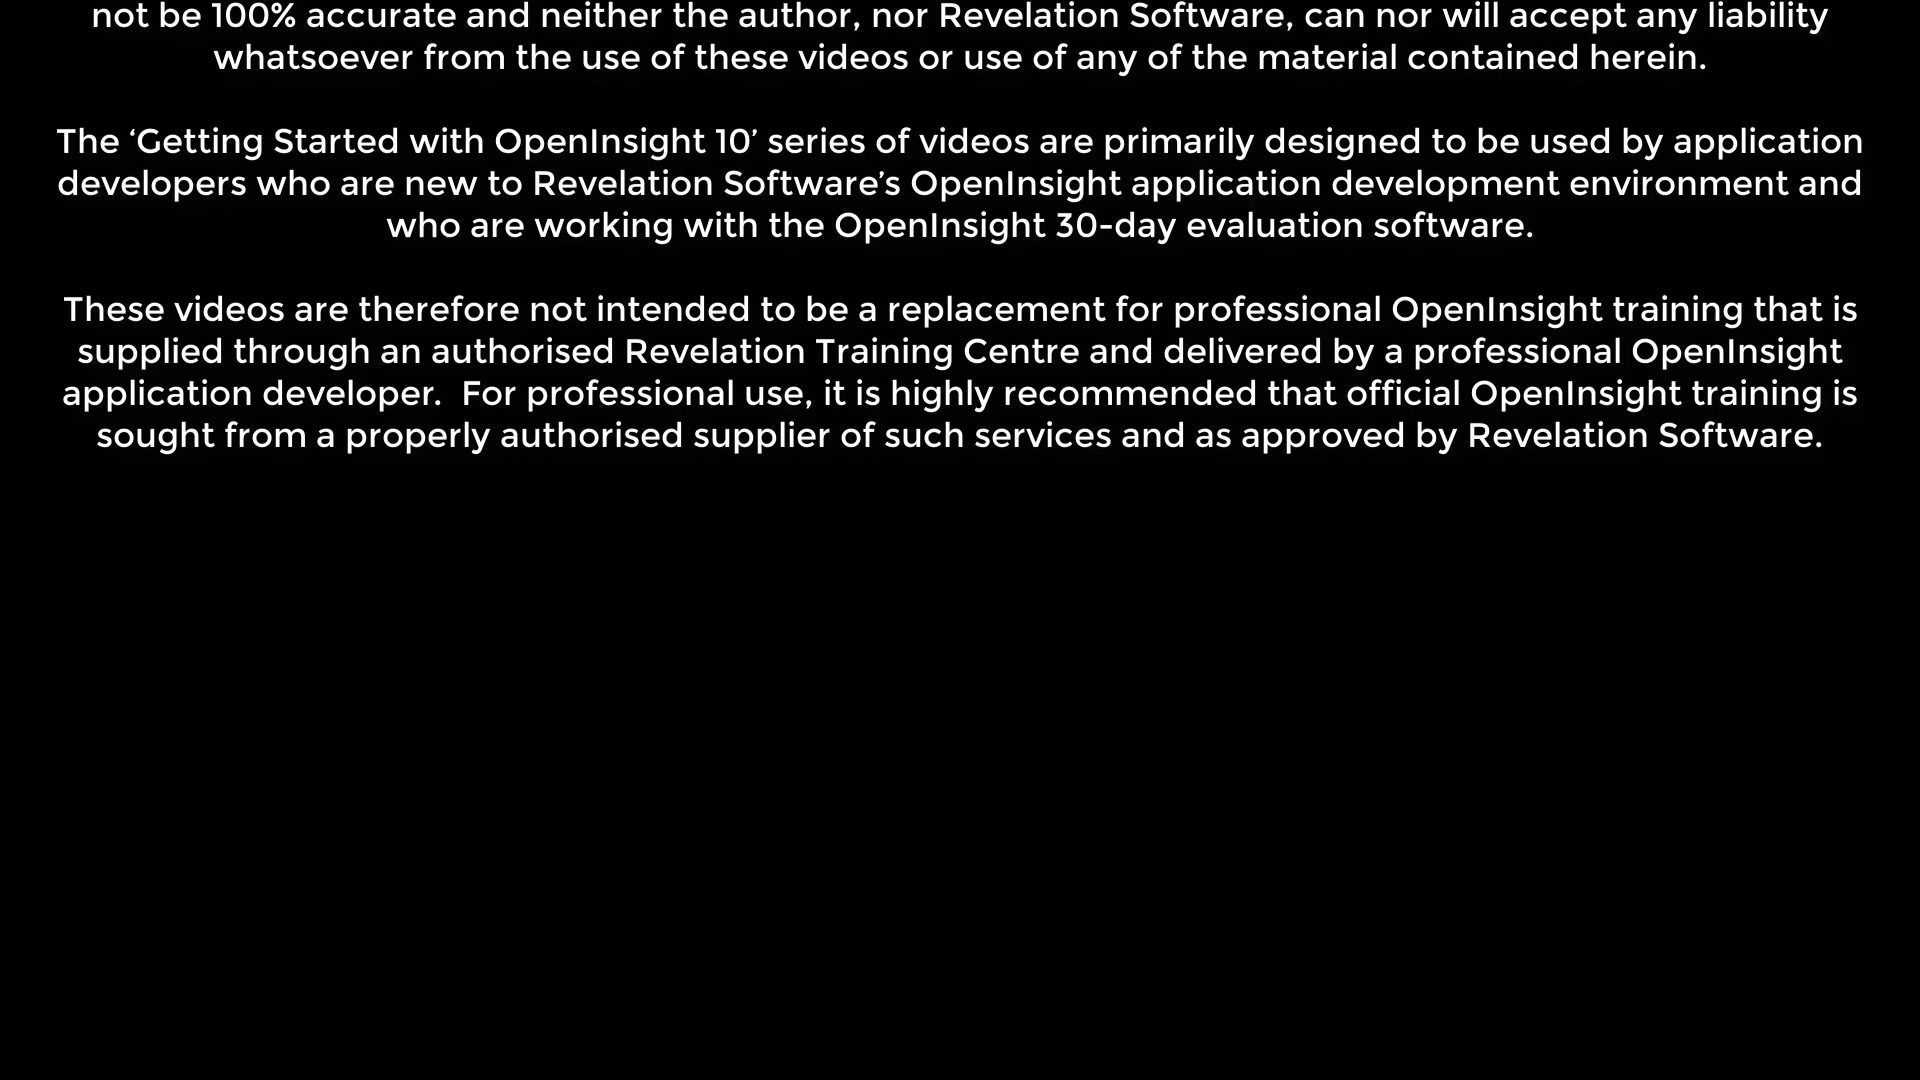 not be 100% accurate and neither the author, nor Revelation Software, can nor will accept any liability
whatsoever from the use of these videos or use of any of the material contained herein.
The ‘Getting Started with OpenInsight 10’ series of videos are primarily designed to be used by application
developers who are new to Revelation Software’s OpenInsight application development environment and
who are working with the OpenInsight 30-day evaluation software.
These videos are therefore not intended to be a replacement for professional OpenInsight training that is
supplied through an authorised Revelation Training Centre and delivered by a professional OpenInsight
application developer.  For professional use, it is highly recommended that official OpenInsight training is
sought from a properly authorised supplier of such services and as approved by Revelation Software.